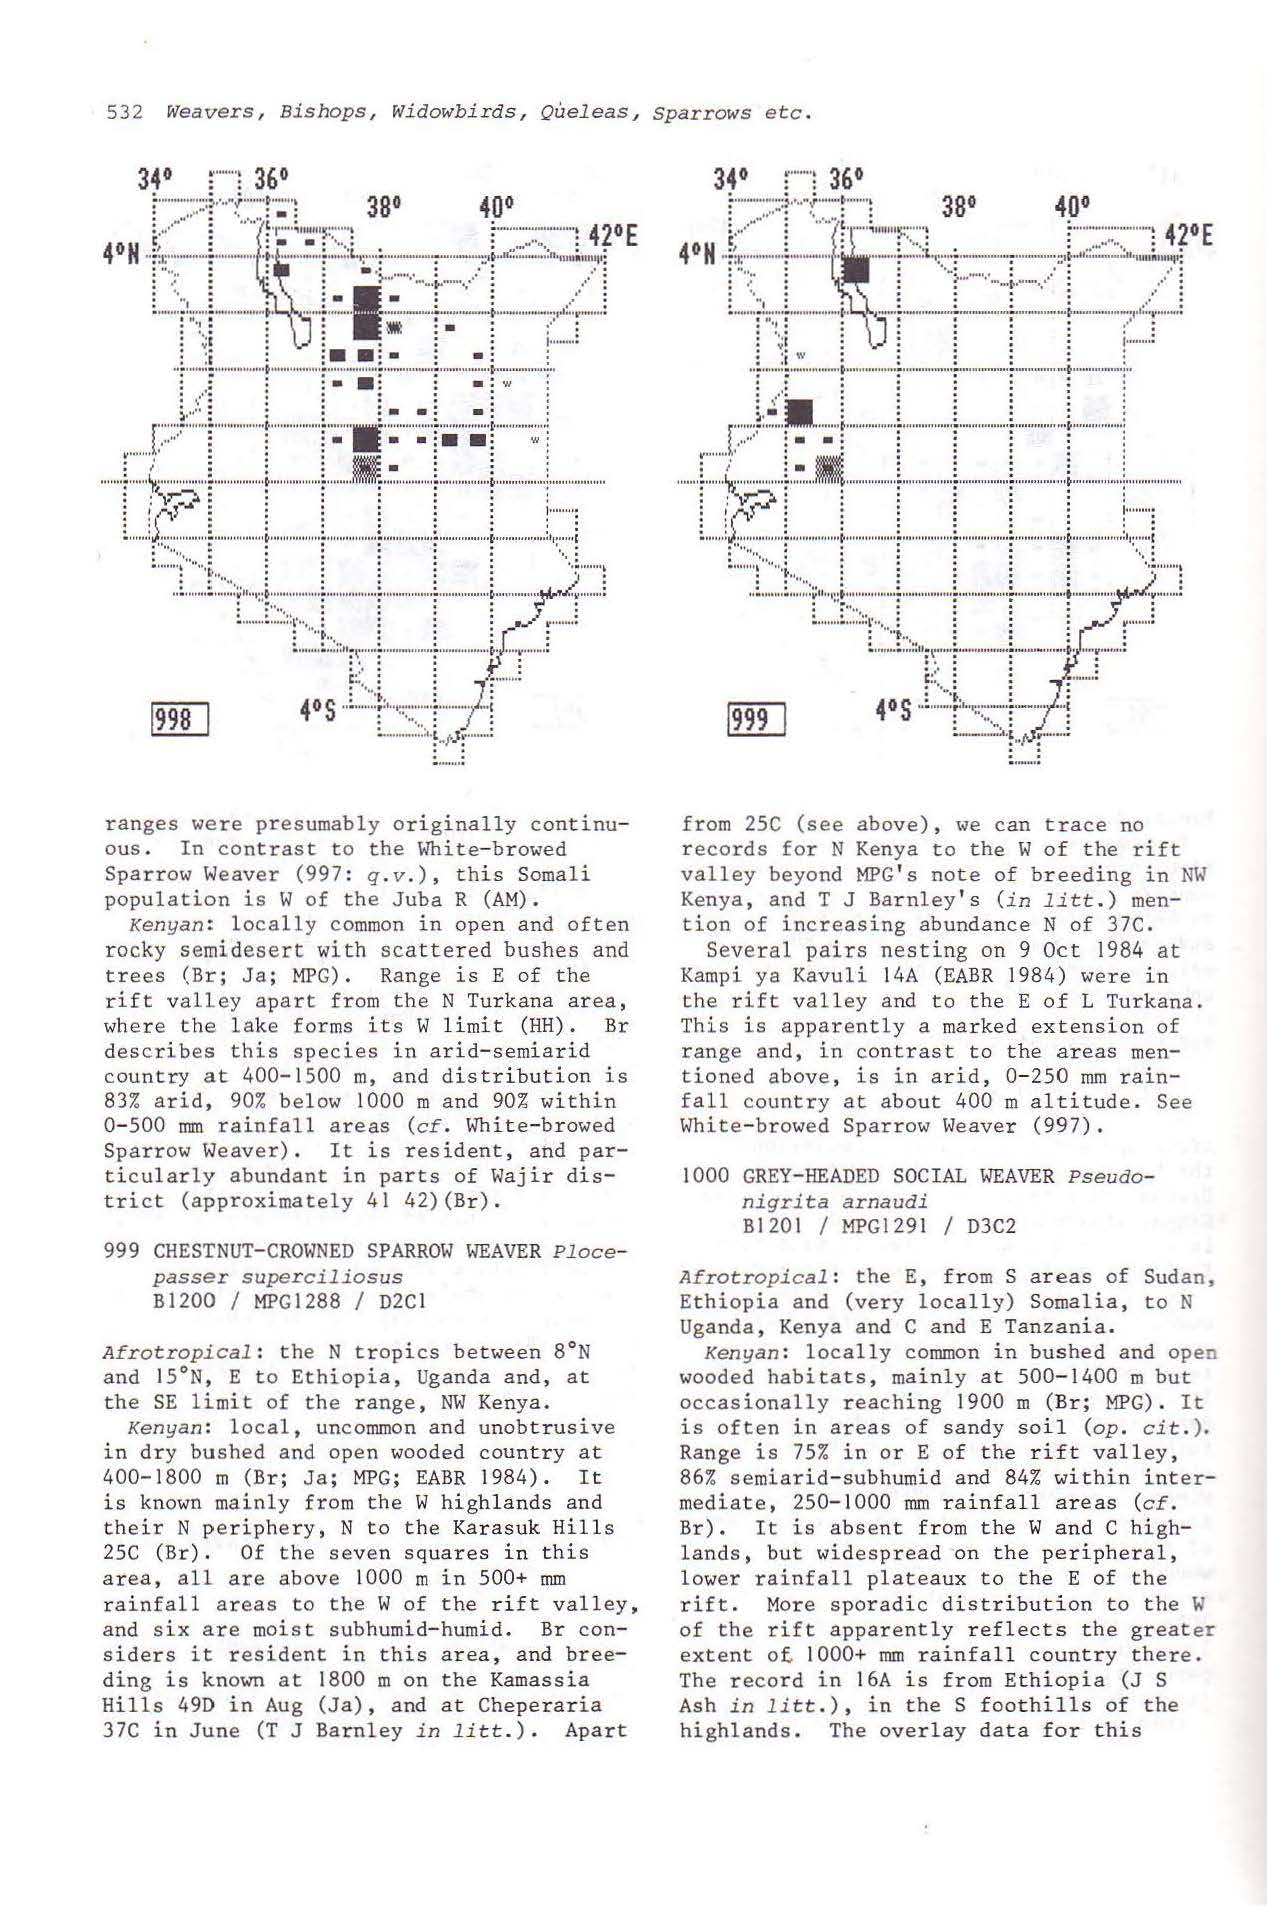 532 Weavers, Bishops, Widowbirds, Queleas, Sparrows etc.
34° 36°
38° 40°
4°N 42°E
4°S
998
34° 36°
38° 40°
4°N 42°E
W
W
W
4°S
999
ranges were presumably originally continu-
ous. In contrast to the White-browed
Sparrow Weaver (997: q.v.), this Somali
population is W of the Juba R (AM).
Kenyan: locally common in open and often
rocky semidesert with scattered bushes and
trees (Br; Ja; MPG). Range is E of the
rift valley apart from the N Turkana area,
where the lake forms its W limit (HH). Br
describes this species in arid-semiarid
country at 400-1500 m, and distribution is
83% arid, 90% below 1000 m and 90% within
0-500 mm rainfall areas (cf. White-browed
Sparrow Weaver). It is resident, and par-
ticularly abundant in parts of Wajir dis-
trict (approximately 41 42)(Br).
999 CHESTNUT-CROWNED SPARROW WEAVER Ploce-
passer superciliosus
B1200 / MPG1288 / D2C1
Afrotropical: the N tropics between 8°N
and 15°N, E to Ethiopia, Uganda and, at
the SE limit of the range, NW Kenya.
Kenyan: local, uncommon and unobtrusive
in dry bushed and open wooded country at
400-1800 m (Br; Ja; MPG; EABR 1984). It
is known mainly from the W highlands and
their N periphery, N to the Karasuk Hills
25C (Br). Of the seven squares in this
area, all are above 1000 m in 500+ mm
rainfall areas to the W of the rift valley,
and six are moist subhumid-humid. Br con-
siders it resident in this area, and bree-
ding is known at 1800 m on the Kamassia
Hills 49D in Aug (Ja), and at Cheperaria
37C in June (T J Barnley in litt.). Apart
from 25C (see above), we can trace no
records for N Kenya to the W of the rift
valley beyond MPG's note of breeding in NW
Kenya, and T J Barnley's (in litt.) men-
tion of increasing abundance N of 37C.
Several pairs nesting on 9 Oct 1984 at
Kampi ya Kavuli 14A (EABR 1984) were in
the rift valley and to the E of L Turkana.
This is apparently a marked extension of
range and, in contrast to the areas men-
tioned above, is in arid, 0-250 mm rain-
fall country at about 400 m altitude. See
White-browed Sparrow Weaver (997).
1000 GREY-HEADED SOCIAL WEAVER Pseudo-
nigrita arnaudi
B1201 / MPG1291 / D3C2
Afrotropical: the E, from S areas of Sudan,
Ethiopia and (very locally) Somalia, to N
Uganda, Kenya and C and E Tanzania.
Kenyan: locally common in bushed and open
wooded habitats, mainly at 500-1400 m but
occasionally reaching 1900 m (Br; MPG). It
is often in areas of sandy soil (op. cit.).
Range is 75% in or E of the rift valley,
86% semiarid-subhumid and 84% within inter-
mediate, 250-1000 mm rainfall areas (cf.
Br). It is absent from the W and C high-
lands, but widespread on the peripheral,
lower rainfall plateaux to the E of the
rift. More sporadic distribution to the W
of the rift apparently reflects the greater
extent of 1000+ mm rainfall country there.
The record in 16A is from Ethiopia (J S
Ash in litt.), in the S foothills of the
highlands. The overlay data for this